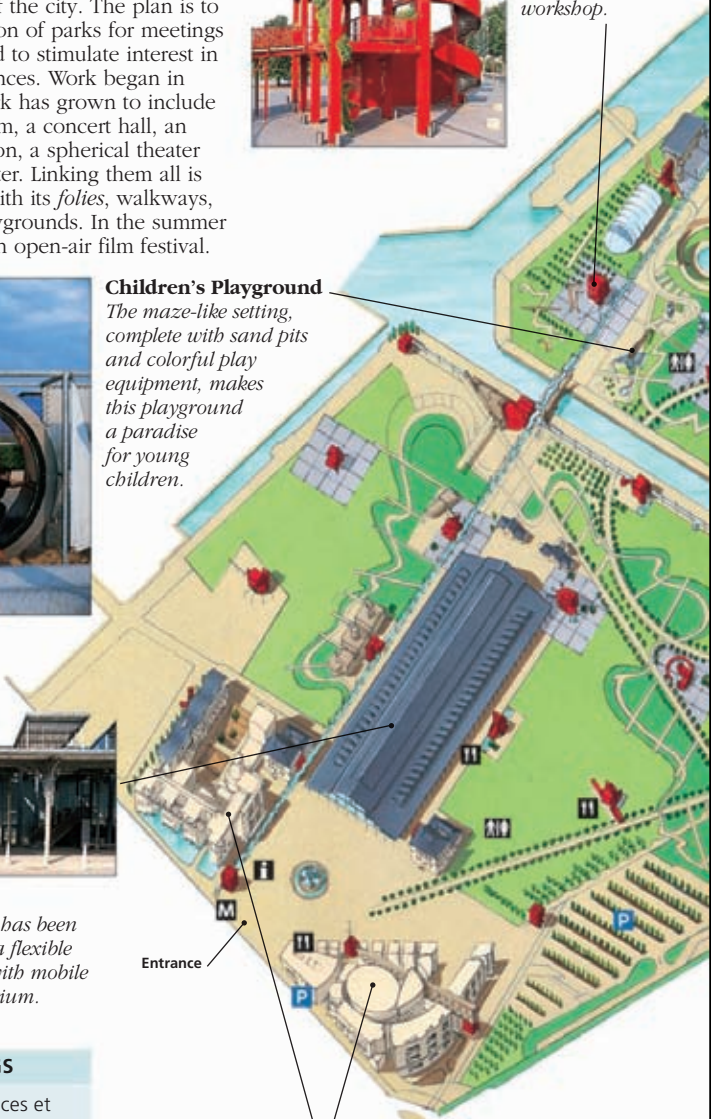 f the city. The plan is to
on of parks for meetings
d to stimulate interest in
nces. Work began in
k has grown to include
m, a concert hall, an
on, a spherical theater
ter. Linking them all is
ith its folies, walkways,
ygrounds. In the summer
n open-air film festival.
workshop.
Children's Playground
The maze-like setting,
complete with sand pits
and colorful play
equipment, makes
this playground
a paradise
for young
children.
has been
a flexible
with mobile
ium.
GS
ces et
i
M
Entrance
P
P